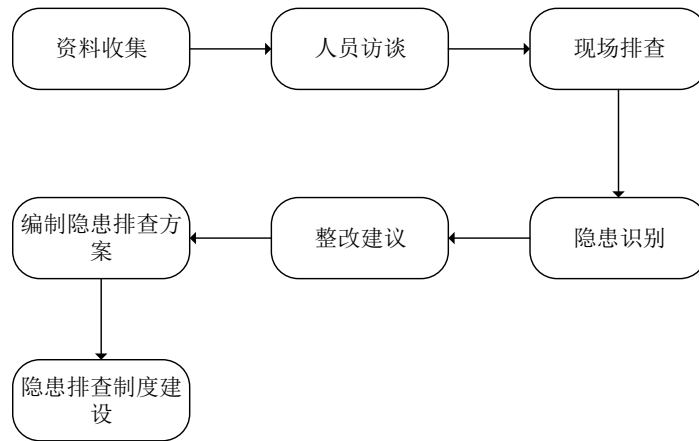 资料收集
人员访谈
现场排查
隐患识别
整改建议
编制隐患排查方
案
隐患排查制度建
设